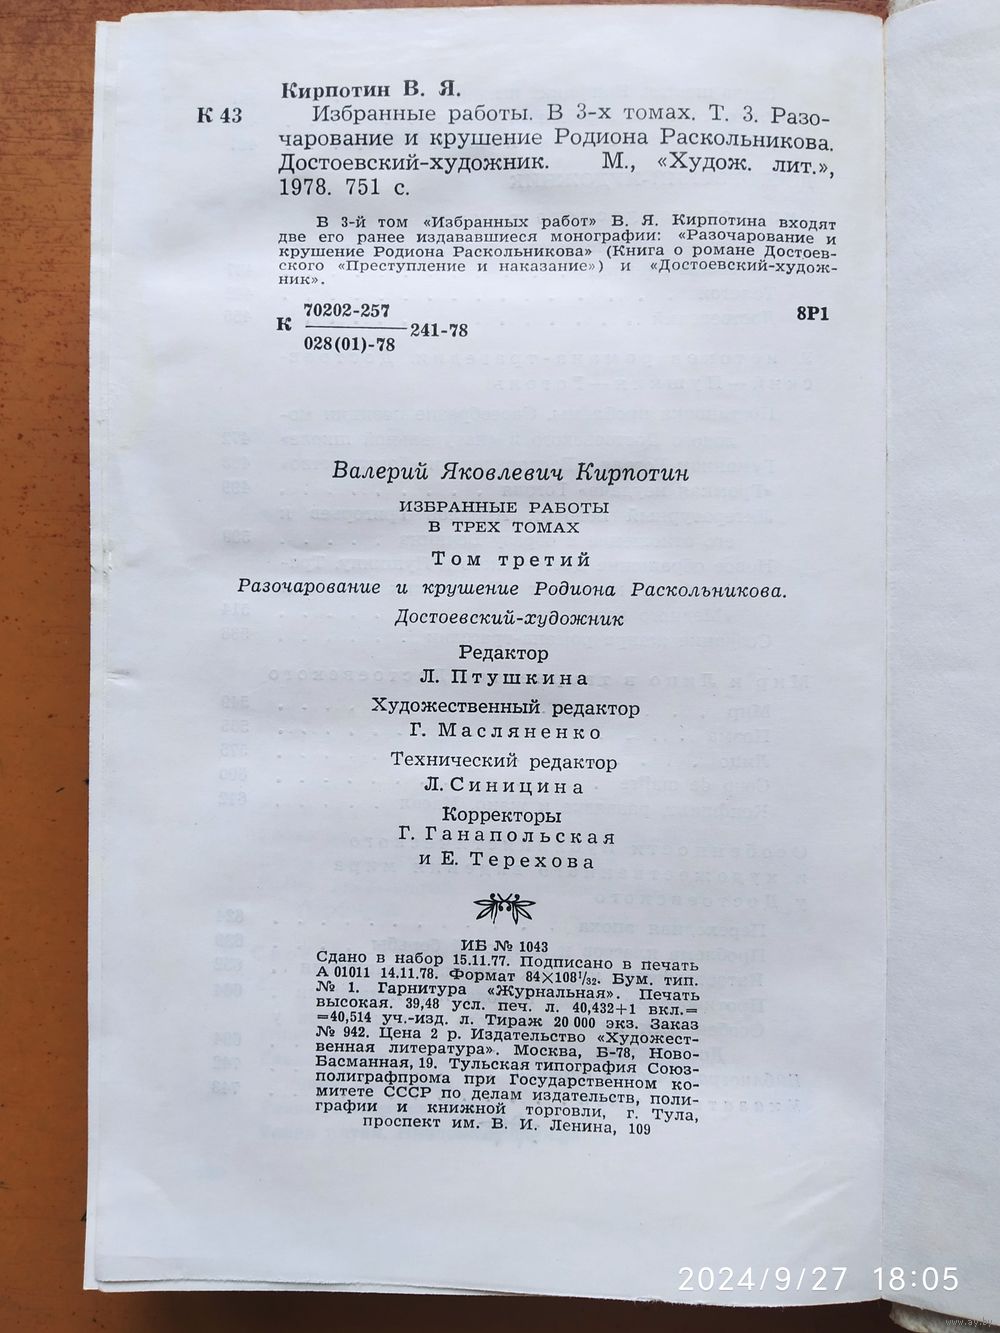 Кирпотин В. Я.
К 43 Избранные работы. В 3-х томах. Т. 3. Разо-
чарование и крушение Родиона Раскольникова.
Достоевский-художник. М., «Худож. лит.»,
1978. 751 с.
В 3-й том «Избранных работ» В. Я. Кирпотина входят
две его ранее издававшиеся монографии: «Разочарование и
крушение Родиона Раскольникова» (Книга о романе Достоев-
ского «Преступление и наказание») и «Достоевский-худож-
ник».
70202-257
К 241-78 8Р1
028(01)-78
Валерий Яковлевич Кирпотин
ИЗБРАННЫЕ РАБОТЫ
В ТРЕХ ТОМАХ
Том третий
Разочарование и крушение Родиона Раскольникова.
Достоевский-художник
Редактор
Л. Птушкина
Художественный редактор
Г. Масляненко
Технический редактор
Л. Синицина
Корректоры
Г. Ганапольская
и Е. Терехова
ИБ № 1043
Сдано в набор 15.11.77. Подписано в печать
А 01011 14.11.78. Формат 84×108 1/32. Бум. тип.
№ 1. Гарнитура «Журнальная». Печать
высокая. 39,48 усл. печ. л. 40,432+1 вкл.=
=40,514 уч.-изд. л. Тираж 20 000 экз. Заказ
№ 942. Цена 2 р. Издательство «Художест-
венная литература». Москва, Б-78, Ново-
Басманная, 19. Тульская типография Союз-
полиграфпрома при Государственном ко-
митете СССР по делам издательств, поли-
графии и книжной торговли, г. Тула,
проспект им. В. И. Ленина, 109
2024/9/27 18:05
www.ay.by